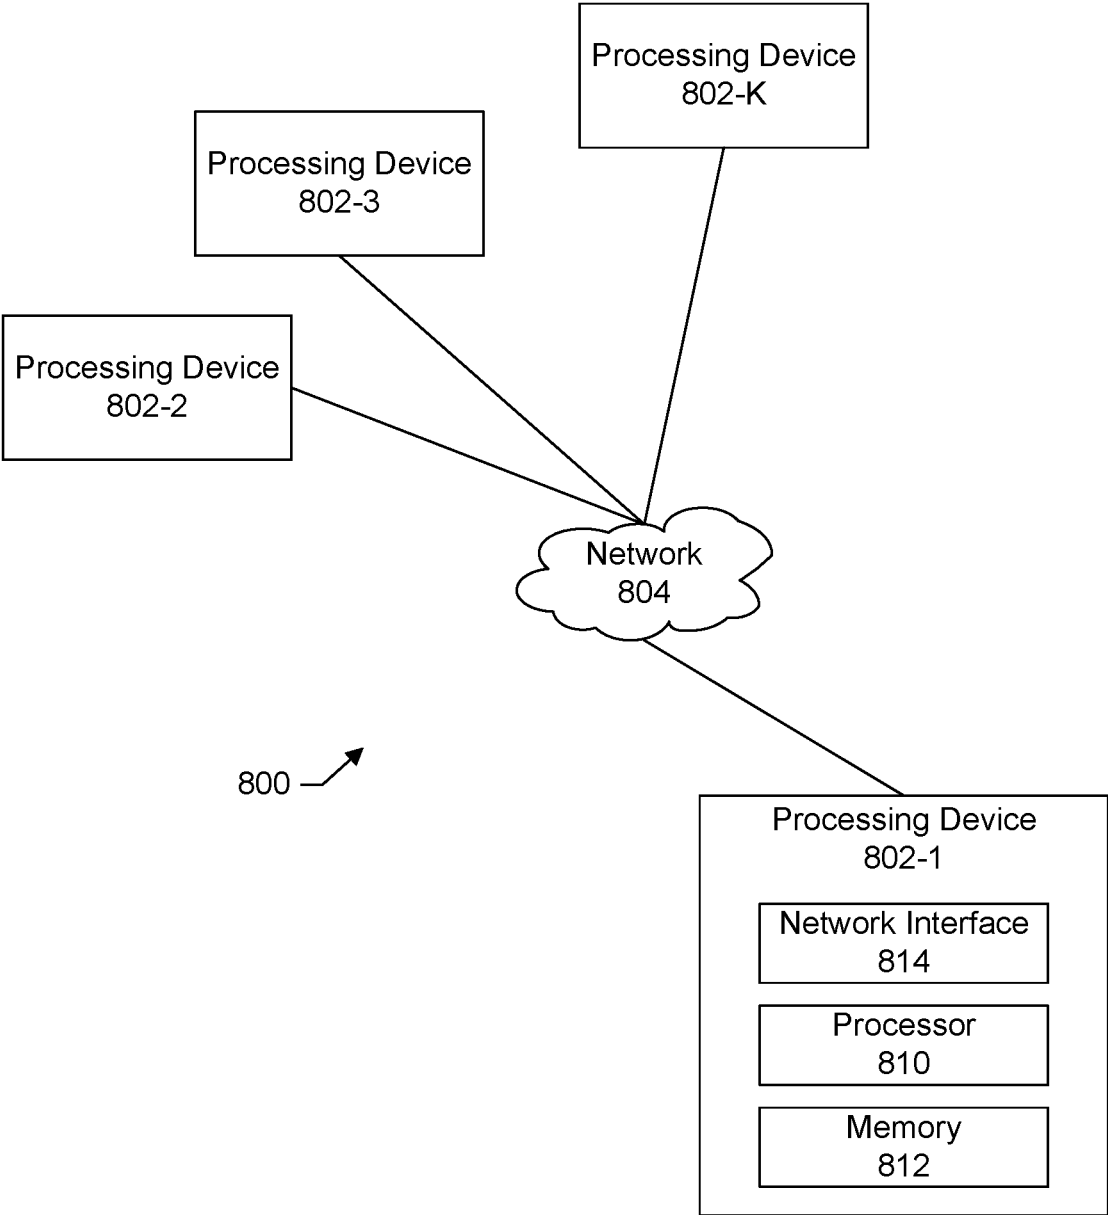 Processing Device
802-K
Processing Device
802-3
Processing Device
802-2
Network
804
800
Processing Device
802-1
Network Interface
814
Processor
810
Memory
812